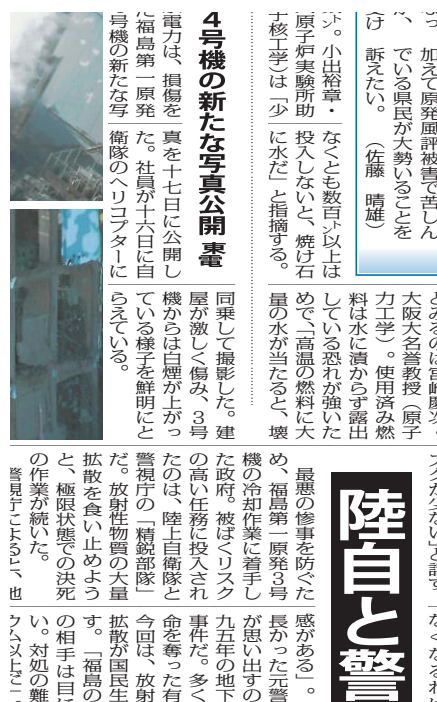 加えて原発風評被害で苦しん
でいる県民が大勢いることを
訴えたい。　（佐藤　晴雄）
㌧。小出裕章・
原子炉実験所助
子核工学）は「少
なくとも数百㌧以上は
投入しないと、焼け石
に水だ」と指摘する。
大阪大名誉教授（原子
力工学）。使用済み燃
料は水に漬からず露出
している恐れが強いた
めで、「高温の燃料に大
量の水が当たると、壊
4号機の新たな写真公開 東電
電力は、損傷を
た福島第一原発
号機の新たな写
真を十七日に公開し
た。社員が十六日に自
衛隊のヘリコプターに
同乗して撮影した。建
屋が激しく傷み、3号
機からは白煙が上がっ
ている様子を鮮明にと
らえている。
陸自と警
最悪の惨事を防ぐた
め、福島第一原発3号
機の冷却作業に着手し
た政府。被ばくリスク
の高い任務に投入され
たのは、陸上自衛隊と
警視庁の「精鋭部隊」
だ。放射性物質の大量
拡散を食い止めよう
と、極限状態での決死
の作業が続いた。
警視庁によると、地
感がある」。
長かった元警
が思い出すの
九五年の地下
事件だ。多く
命を奪った有
今回は、放射
拡散が国民生
す。「福島の
の相手は目に
い。対処の難